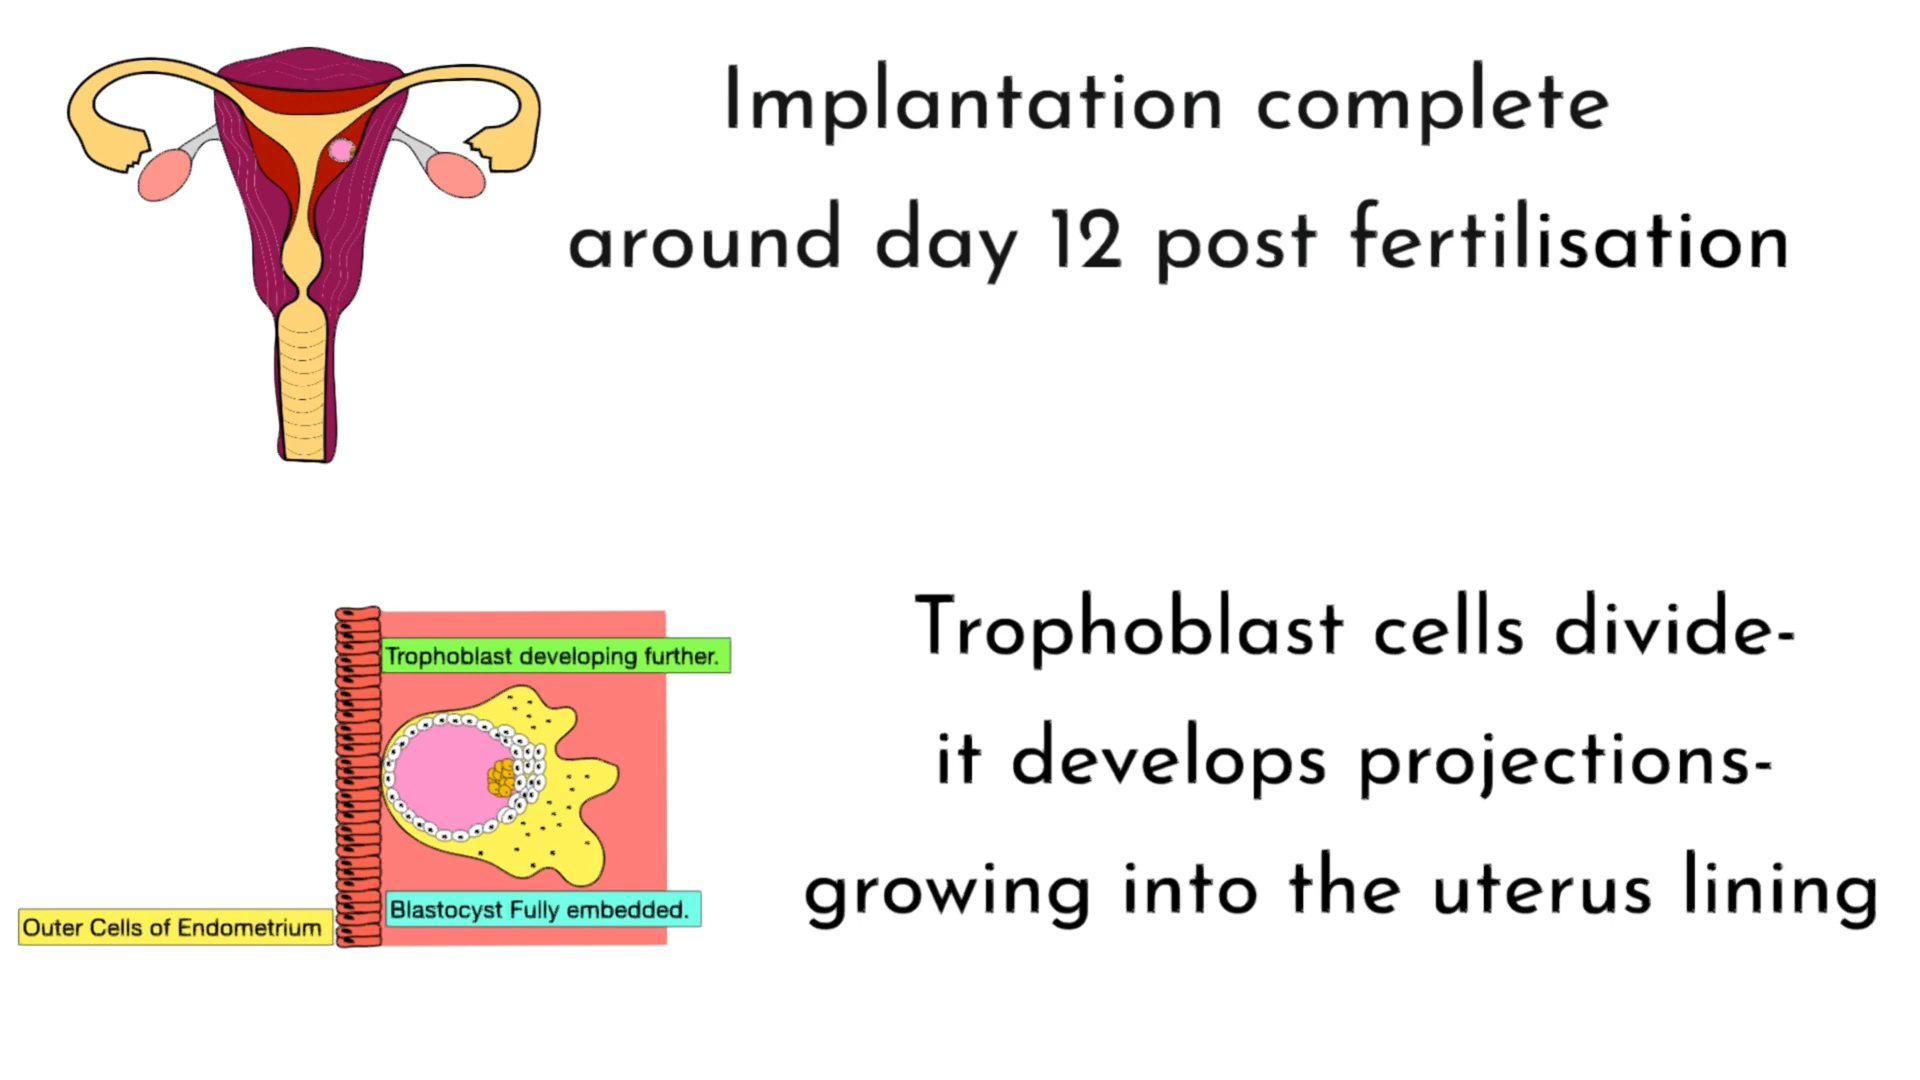 Implantation complete
around day 12 post fertilisation
Trophoblast developing further.
Blastocyst Fully embedded.
Outer Cells of Endometrium
Trophoblast cells divide-
it develops projections-
growing into the uterus lining